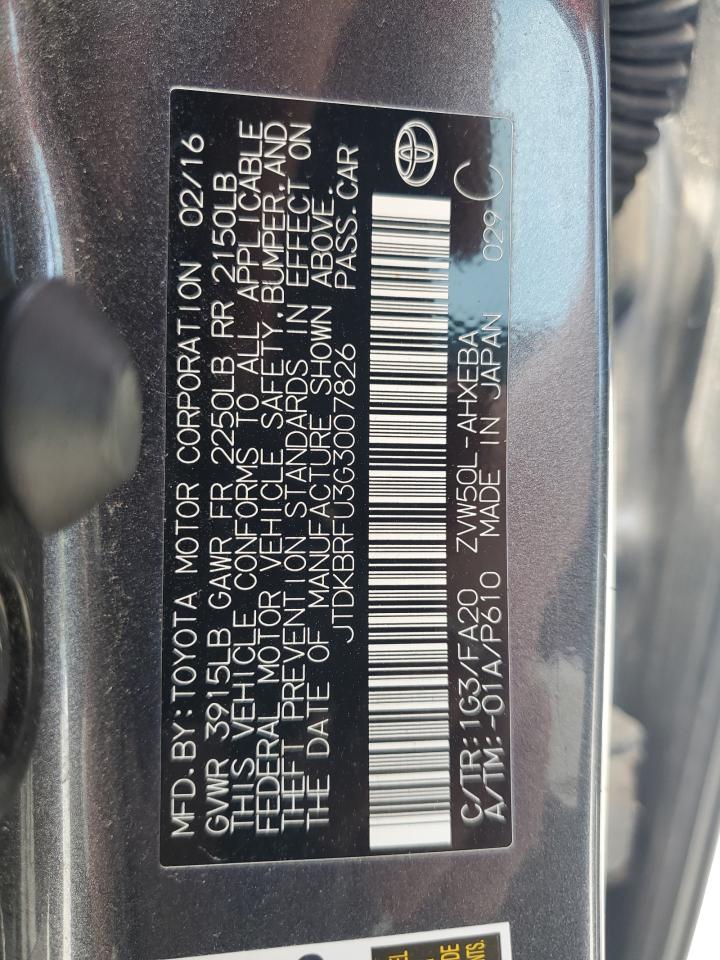 MFD.BY:TOYOTA MOTOR CORPORATION 02/16
GVWR 3915LB GAWR FR 2250LB RR 2150LB
THIS VEHICLE CONFORMS TO ALL APPLICABLE
FEDERAL MOTOR VEHICLE SAFETY BUMPER,AND
THEFT PREVENTION STANDARDS IN EFFECT ON
THE DATE OF MANUFACTURE SHOWN ABOVE.
JTDKBRFU3G3007826 PASS.CAR
C/TR:1G3/FA20 ZVW50L-AHXEBA
A/TM:-01A/P610 MADE IN JAPAN 029 C